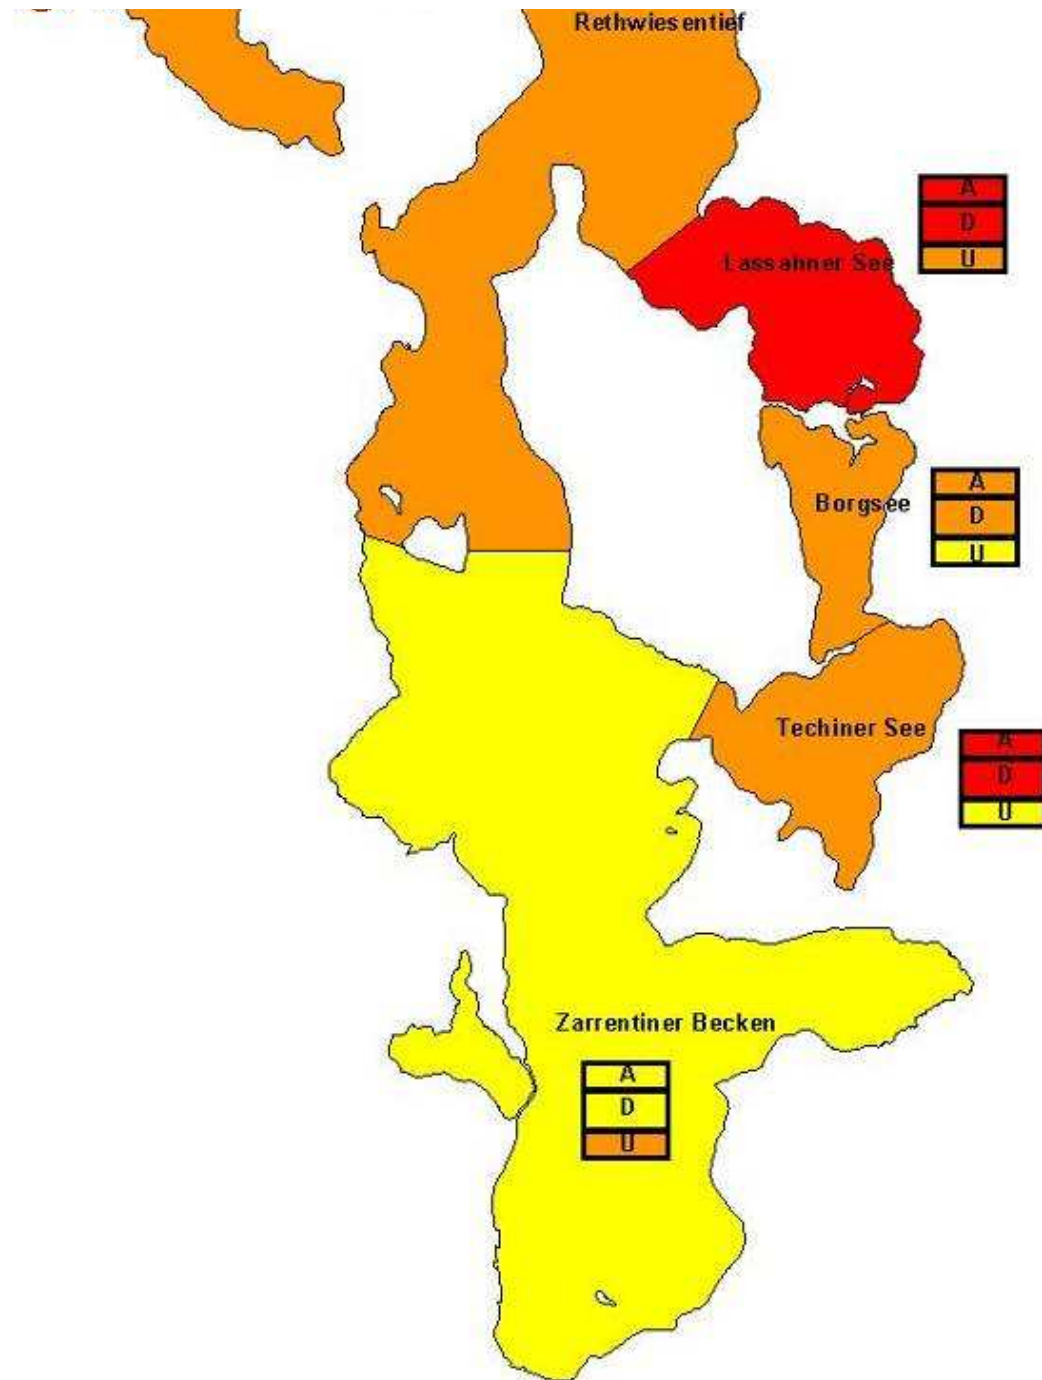 Rethwiesentief
A
D
U
Lassahner See
A
D
U
Borgsee
Techiner See
A
D
U
Zarrentiner Becken
A
D
U